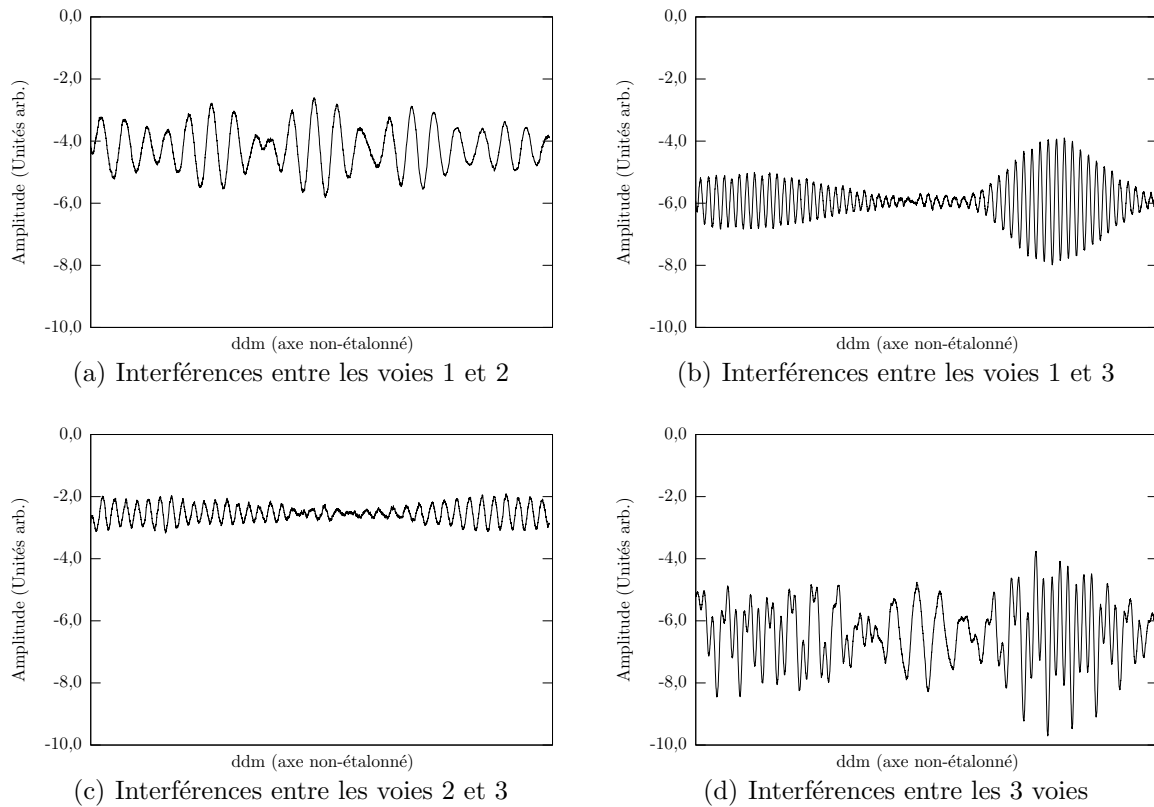 0,0
-2,0
-4,0
-6,0
-8,0
-10,0
Amplitude (Unités arb.)
ddm (axe non-étalonné)
(a) Interférences entre les voies 1 et 2
0,0
-2,0
-4,0
-6,0
-8,0
-10,0
Amplitude (Unités arb.)
ddm (axe non-étalonné)
(b) Interférences entre les voies 1 et 3
0,0
-2,0
-4,0
-6,0
-8,0
-10,0
Amplitude (Unités arb.)
ddm (axe non-étalonné)
(c) Interférences entre les voies 2 et 3
0,0
-2,0
-4,0
-6,0
-8,0
-10,0
Amplitude (Unités arb.)
ddm (axe non-étalonné)
(d) Interférences entre les 3 voies